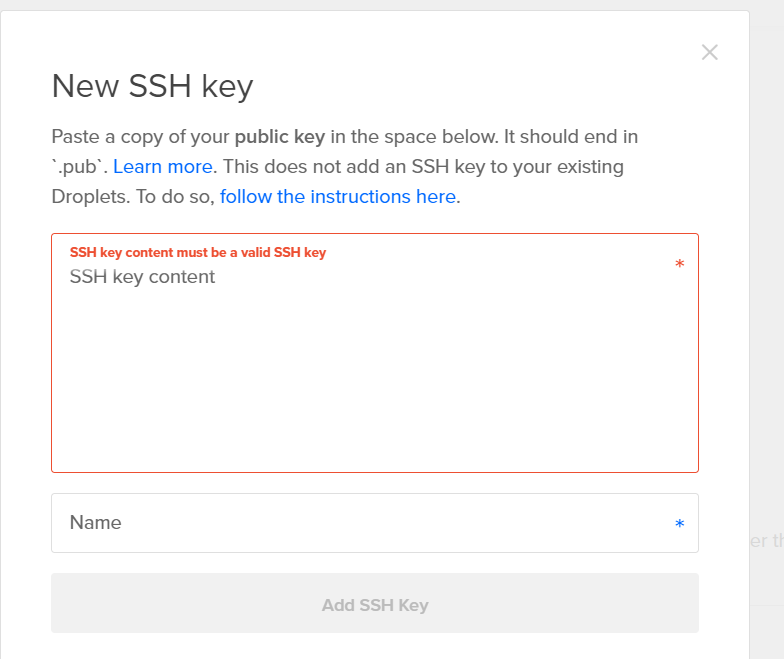 New SSH key
Paste a copy of your public key in the space below. It should end in
`.pub`. Learn more. This does not add an SSH key to your existing
Droplets. To do so, follow the instructions here.
SSH key content must be a valid SSH key
*
SSH key content
Name *
er th
Add SSH Key